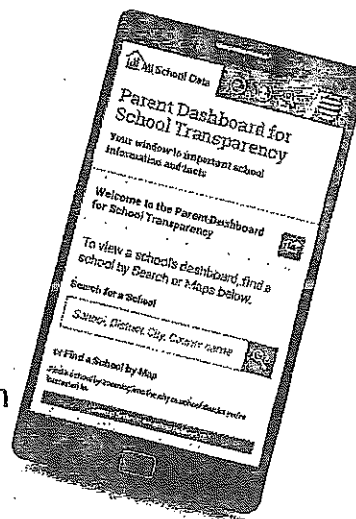 MI School Data
Parent Dashboard for
School Transparency
Your window to important school
information and facts
Welcome to the Parent Dashboard
for School Transparency
To view a school's dashboard, find a
school by Search or Maps below.
Search for a School
School, District, City, County name
or Find a School by Map
n